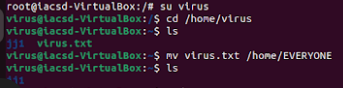 root@iacsd-VirtualBox:/# su virus
virus@iacsd-VirtualBox:/$ cd /home/virus
virus@iacsd-VirtualBox:~$ ls
jj1 virus.txt
virus@iacsd-VirtualBox:~$ mv virus.txt /home/EVERYONE
virus@iacsd-VirtualBox:~$ ls
jj1